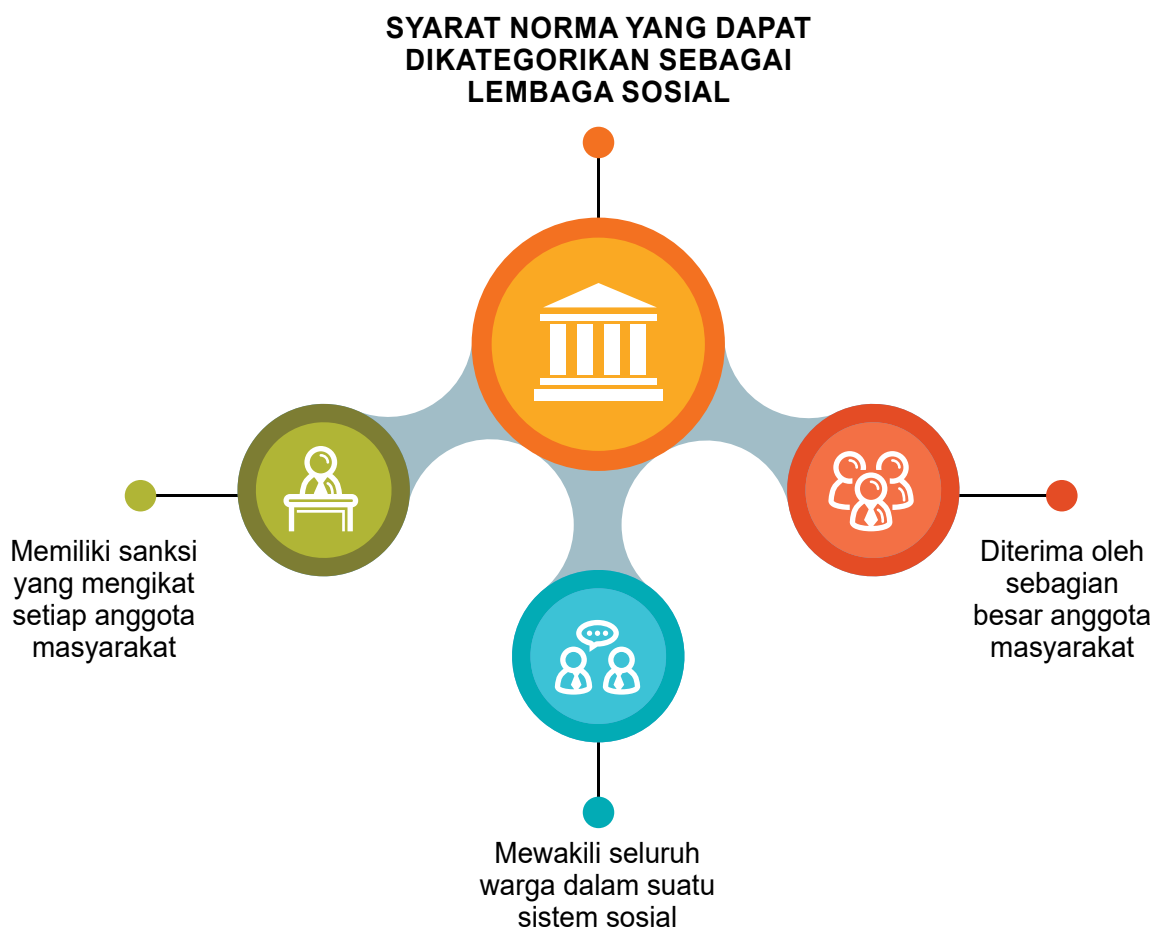 SYARAT NORMA YANG DAPAT
DIKATEGORIKAN SEBAGAI
LEMBAGA SOSIAL
Memiliki sanksi
yang mengikat
setiap anggota
masyarakat
Mewakili seluruh
warga dalam suatu
sistem sosial
Diterima oleh
sebagian
besar anggota
masyarakat